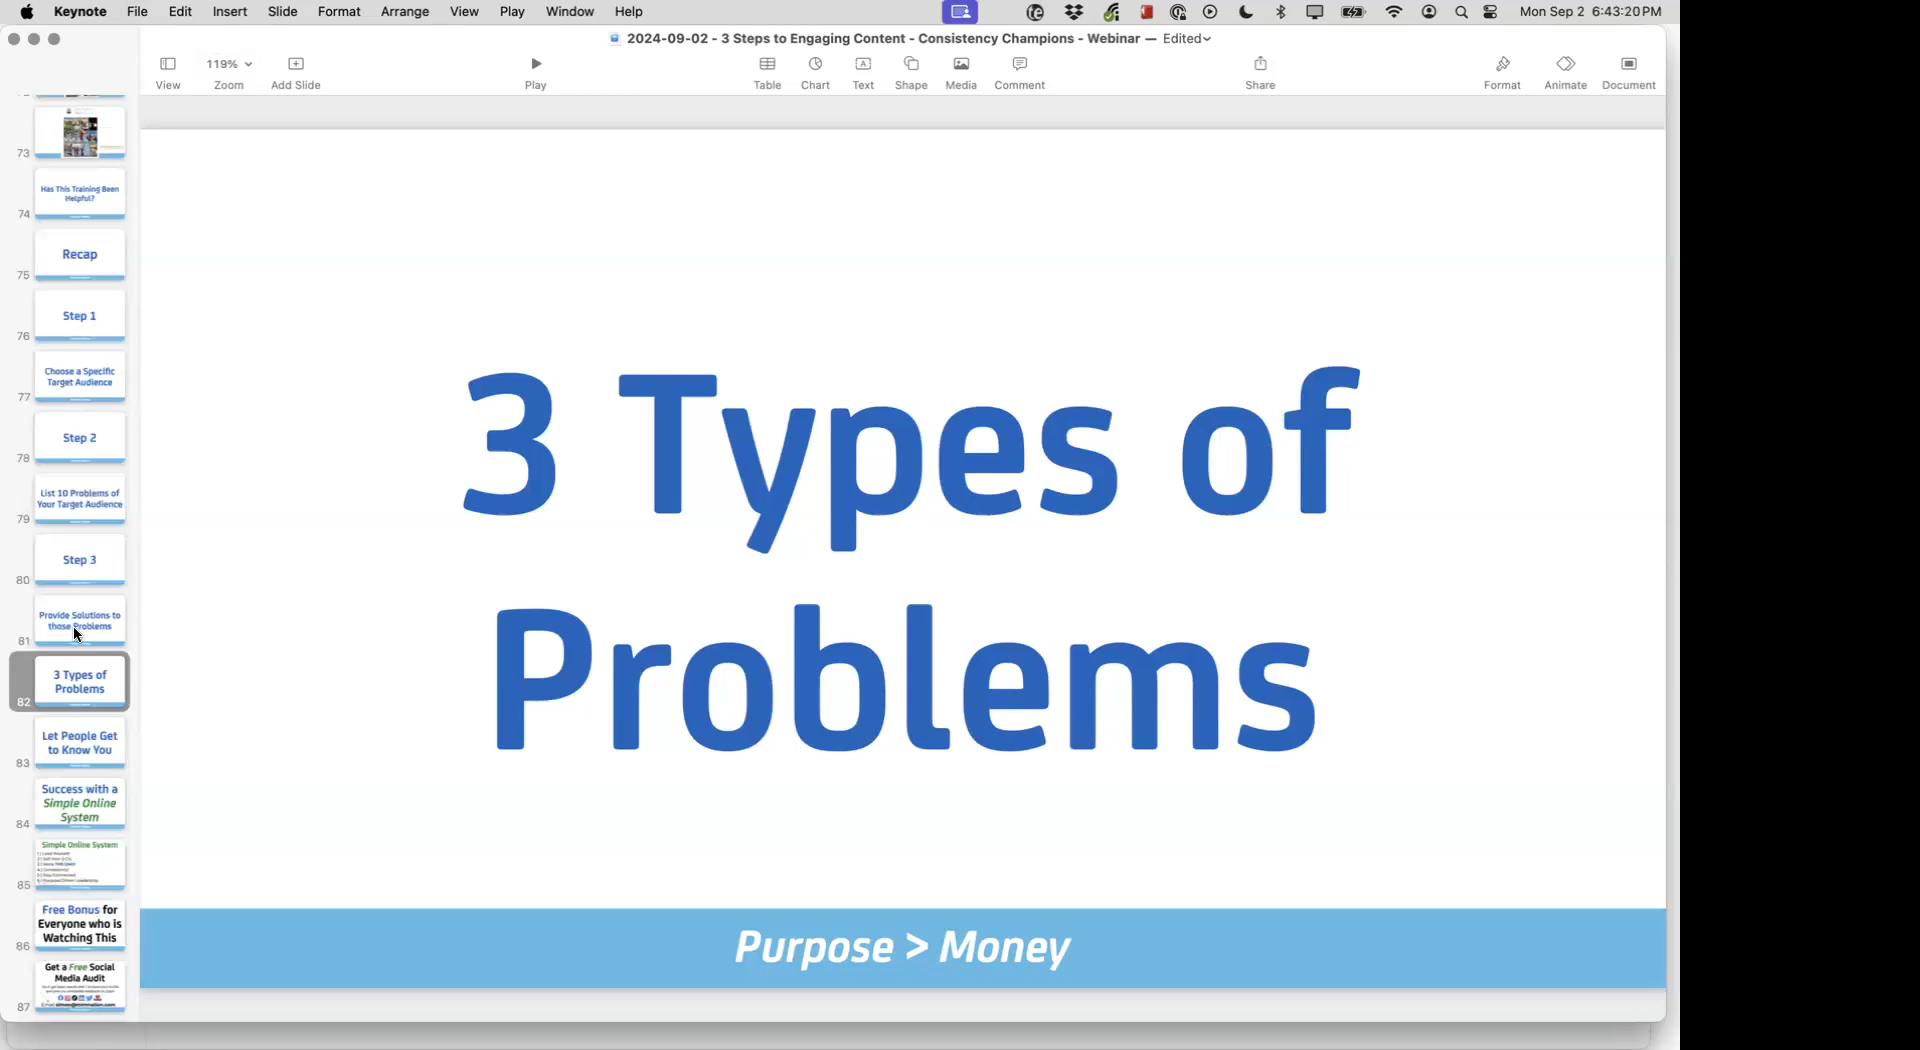 Keynote File Edit Insert Slide Format Arrange View Play Window Help Mon Sep 2 6:43:20 PM
2024-09-02 - 3 Steps to Engaging Content - Consistency Champions - Webinar — Edited
119%
View Zoom Add Slide Play Table Chart Text Shape Media Comment Share Format Animate Document
73
Has This Training Been
Helpful?
74
Recap
75
Step 1
76
Choose a Specific
Target Audience
77
Step 2
78
List 10 Problems of
Your Target Audience
79
Step 3
80
Provide Solutions to
those Problems
81
3 Types of
Problems
82
Let People Get
to Know You
83
Success with a
Simple Online
System
84
Simple Online System
85
Free Bonus for
Everyone who is
Watching This
86
Get a Free Social
Media Audit
87
3 Types of
Problems
Purpose > Money